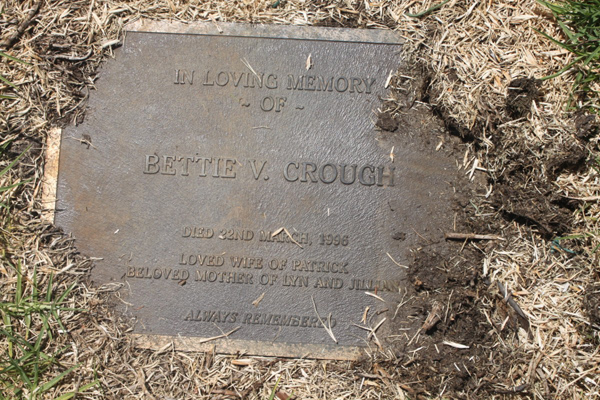 IN LOVING MEMORY
~ OF ~
BETTIE V. CROUGH
DIED 22ND MARCH, 1996
LOVED WIFE OF PATRICK
BELOVED MOTHER OF LYN AND JILLIAN
ALWAYS REMEMBERED